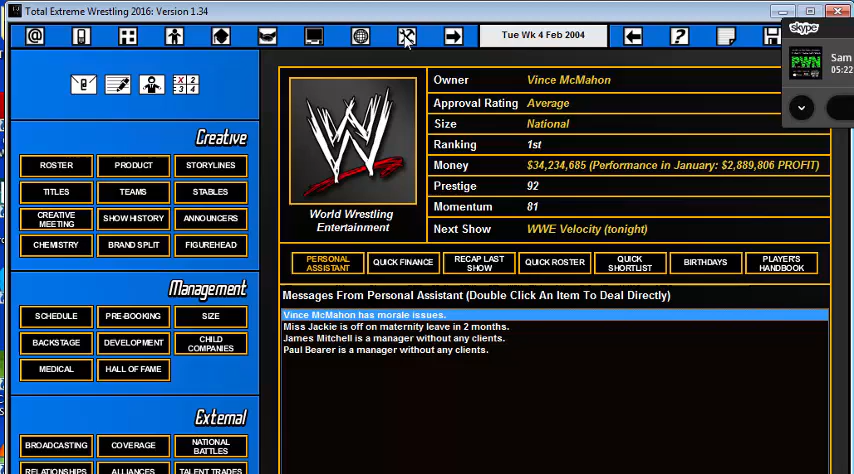 Total Extreme Wrestling 2016: Version 1.34
Tue Wk 4 Feb 2004
skype
PWN
Sam
05:22
Creative
ROSTER
PRODUCT
STORYLINES
TITLES
TEAMS
STABLES
CREATIVE MEETING
SHOW HISTORY
ANNOUNCERS
CHEMISTRY
BRAND SPLIT
FIGUREHEAD
Management
SCHEDULE
PRE-BOOKING
SIZE
BACKSTAGE
DEVELOPMENT
CHILD COMPANIES
MEDICAL
HALL OF FAME
External
BROADCASTING
COVERAGE
NATIONAL BATTLES
RELATIONSHIPS
ALLIANCES
TALENT TRADES
World Wrestling
Entertainment
Owner Vince McMahon
Approval Rating Average
Size National
Ranking 1st
Money $34,234,685 (Performance in January: $2,889,806 PROFIT)
Prestige 92
Momentum 81
Next Show WWE Velocity (tonight)
PERSONAL ASSISTANT
QUICK FINANCE
RECAP LAST SHOW
QUICK ROSTER
QUICK SHORTLIST
BIRTHDAYS
PLAYER'S HANDBOOK
Messages From Personal Assistant (Double Click An Item To Deal Directly)
Vince McMahon has morale issues.
Miss Jackie is off on maternity leave in 2 months.
James Mitchell is a manager without any clients.
Paul Bearer is a manager without any clients.